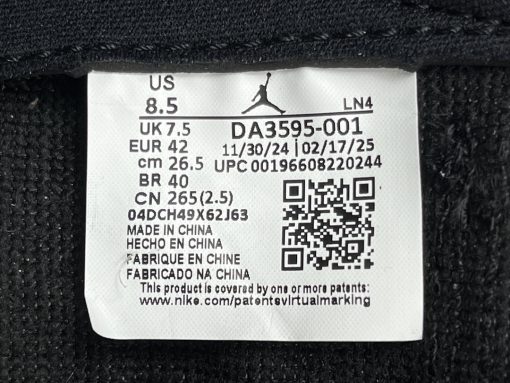 US
8.5
LN4
UK 7.5
DA3595-001
EUR 42
11/30/24 | 02/17/25
cm 26.5
UPC 00196608220244
BR 40
CN 265(2.5)
04DCH49X62J63
MADE IN CHINA
HECHO EN CHINA
FABRIQUE EN CHINE
FABRICADO NA CHINA
This product is covered by one or more patents:
www.nike.com/patentsvirtualmarking